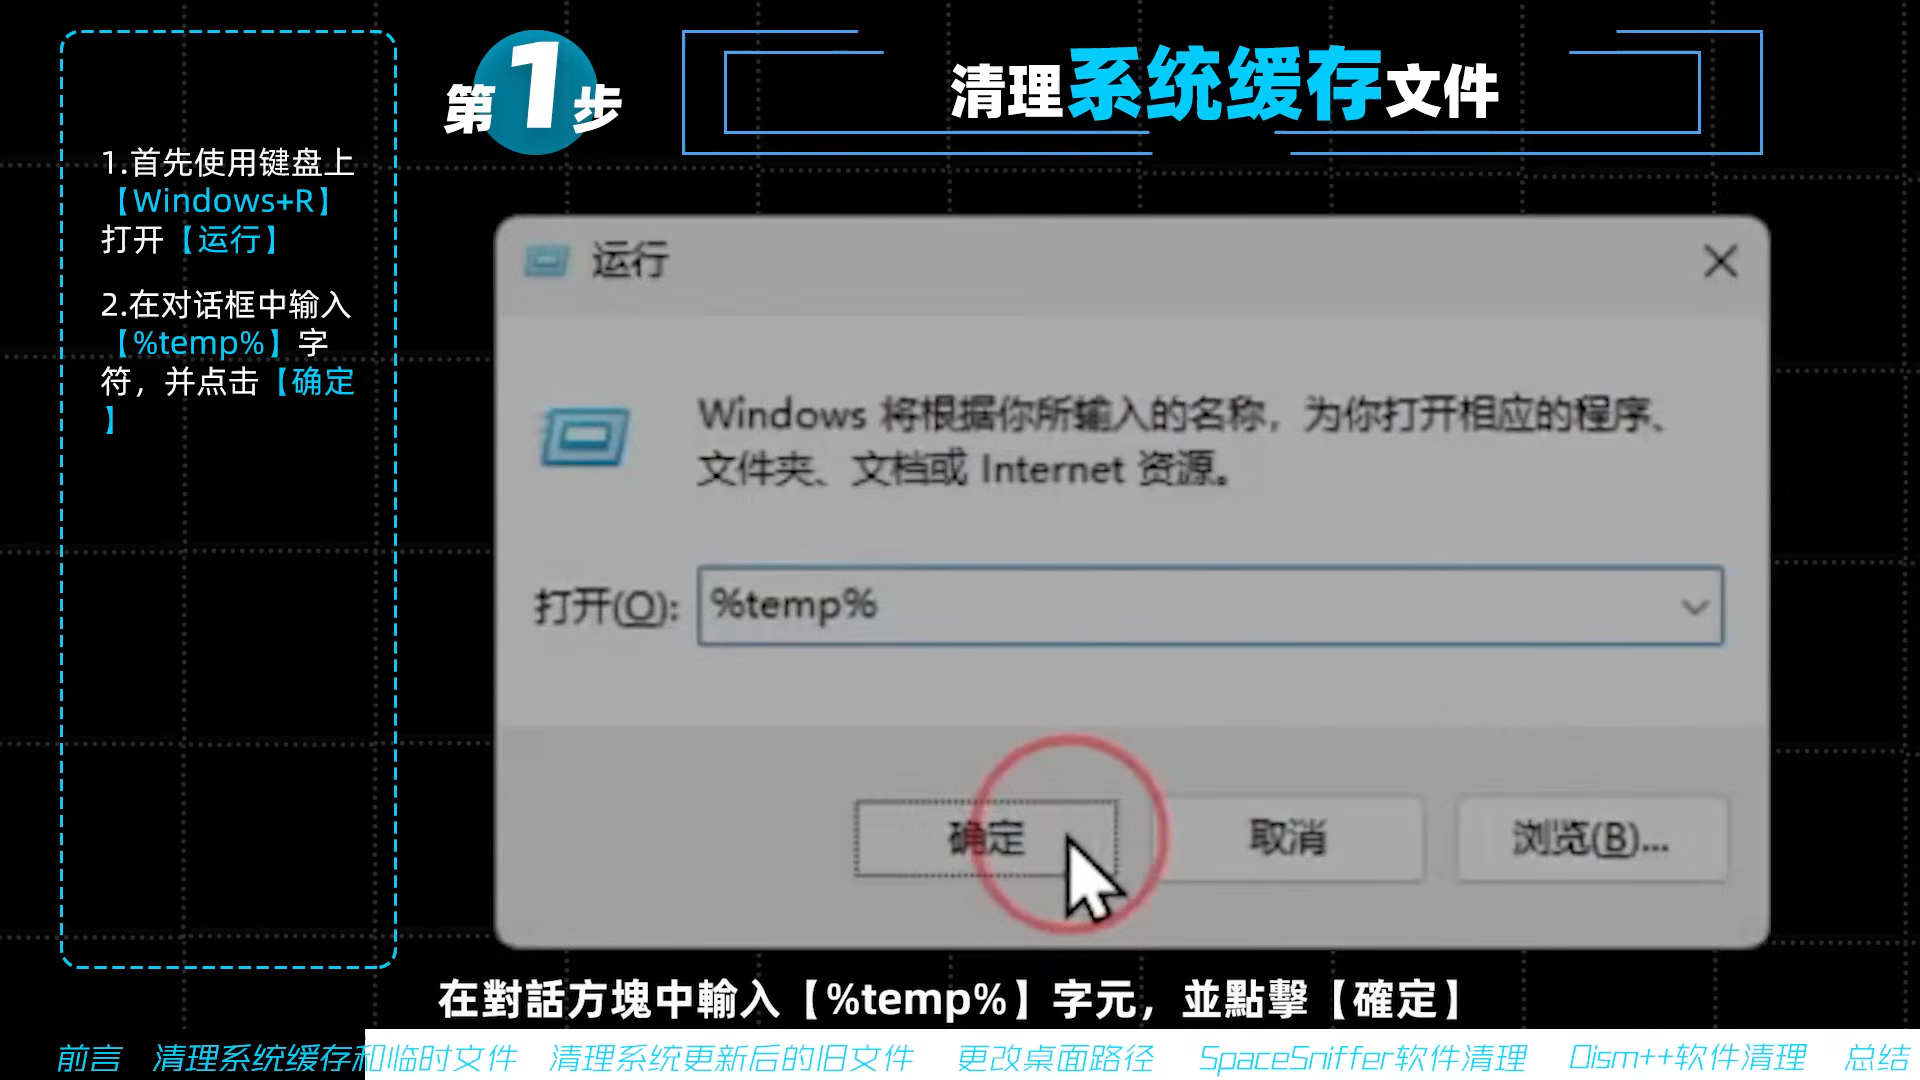 第1步
清理系统缓存文件
1.首先使用键盘上
【Windows+R】
打开【运行】
2.在对话框中输入
【%temp%】字
符，并点击【确定
】
运行
Windows 将根据你所输入的名称，为你打开相应的程序、
文件夹、文档或 Internet 资源。
打开(O): %temp%
确定 取消 浏览(B)...
在對話方塊中輸入【%temp%】字元，並點擊【確定】
前言 清理系统缓存和临时文件 清理系统更新后的旧文件 更改桌面路径 SpaceSniffer软件清理 Dism++软件清理 总结